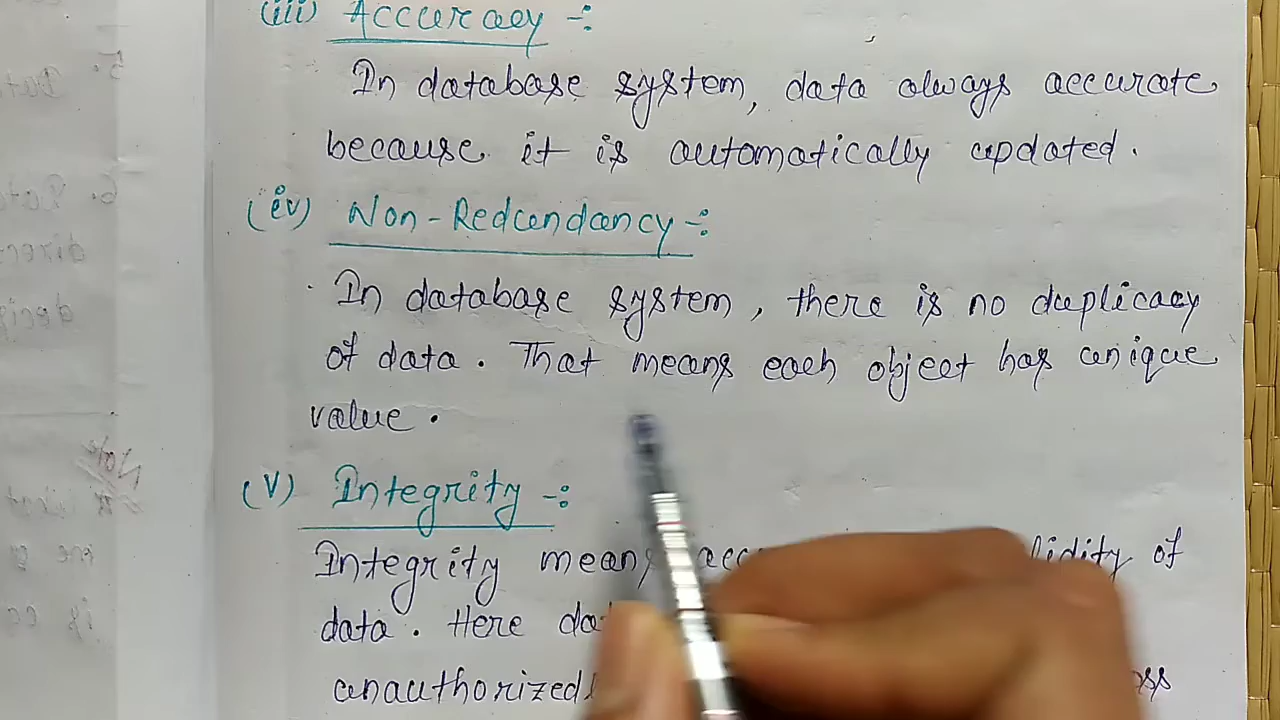 (iii) Accuracy -:
In database system, data always accurate
because it is automatically updated.
(iv) Non-Redundancy -:
In database system, there is no duplicacy
of data. That means each object has unique
value.
(v) Integrity -:
Integrity means of
data. Here
unauthorized